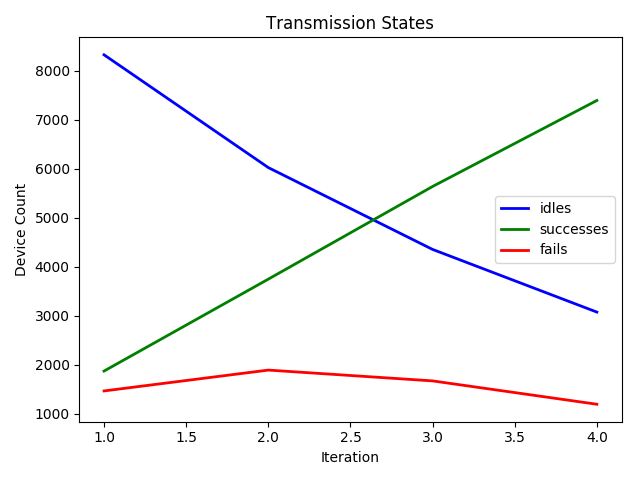 Transmission States
Device Count
8000
7000
6000
5000
4000
3000
2000
1000
idles
successes
fails
1.0 1.5 2.0 2.5 3.0 3.5 4.0
Iteration